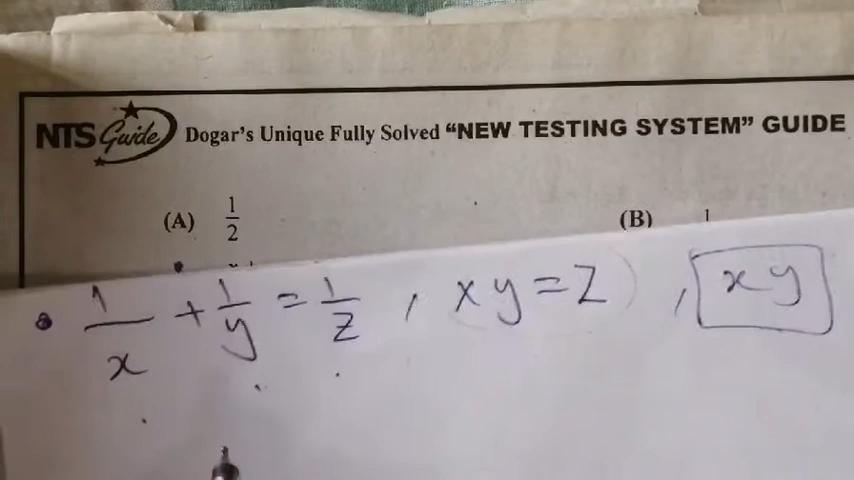 NTS Guide Dogar's Unique Fully Solved "NEW TESTING SYSTEM" GUIDE
(A) 1/2 (B) 1
1/x + 1/y = 1/z , xy = z , xy